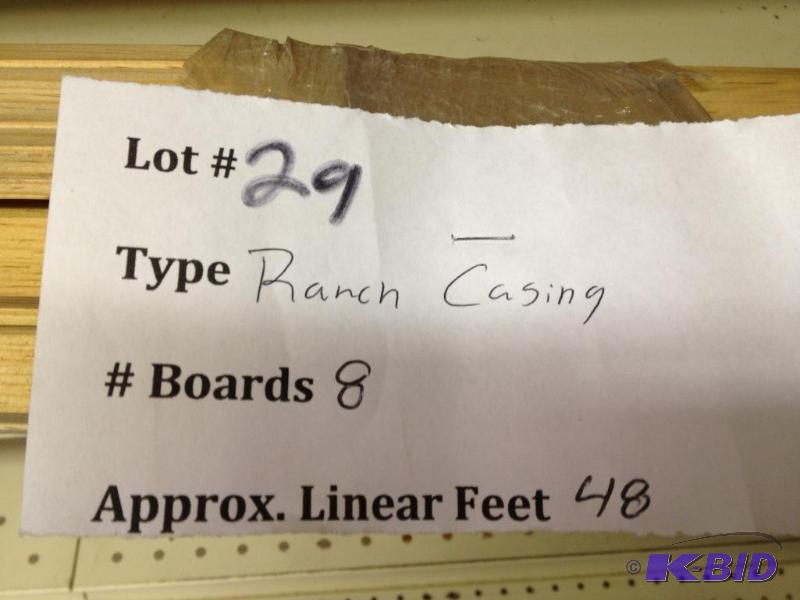 Lot # 29
Type Ranch Casing
# Boards 8
Approx. Linear Feet 48
© K-BID